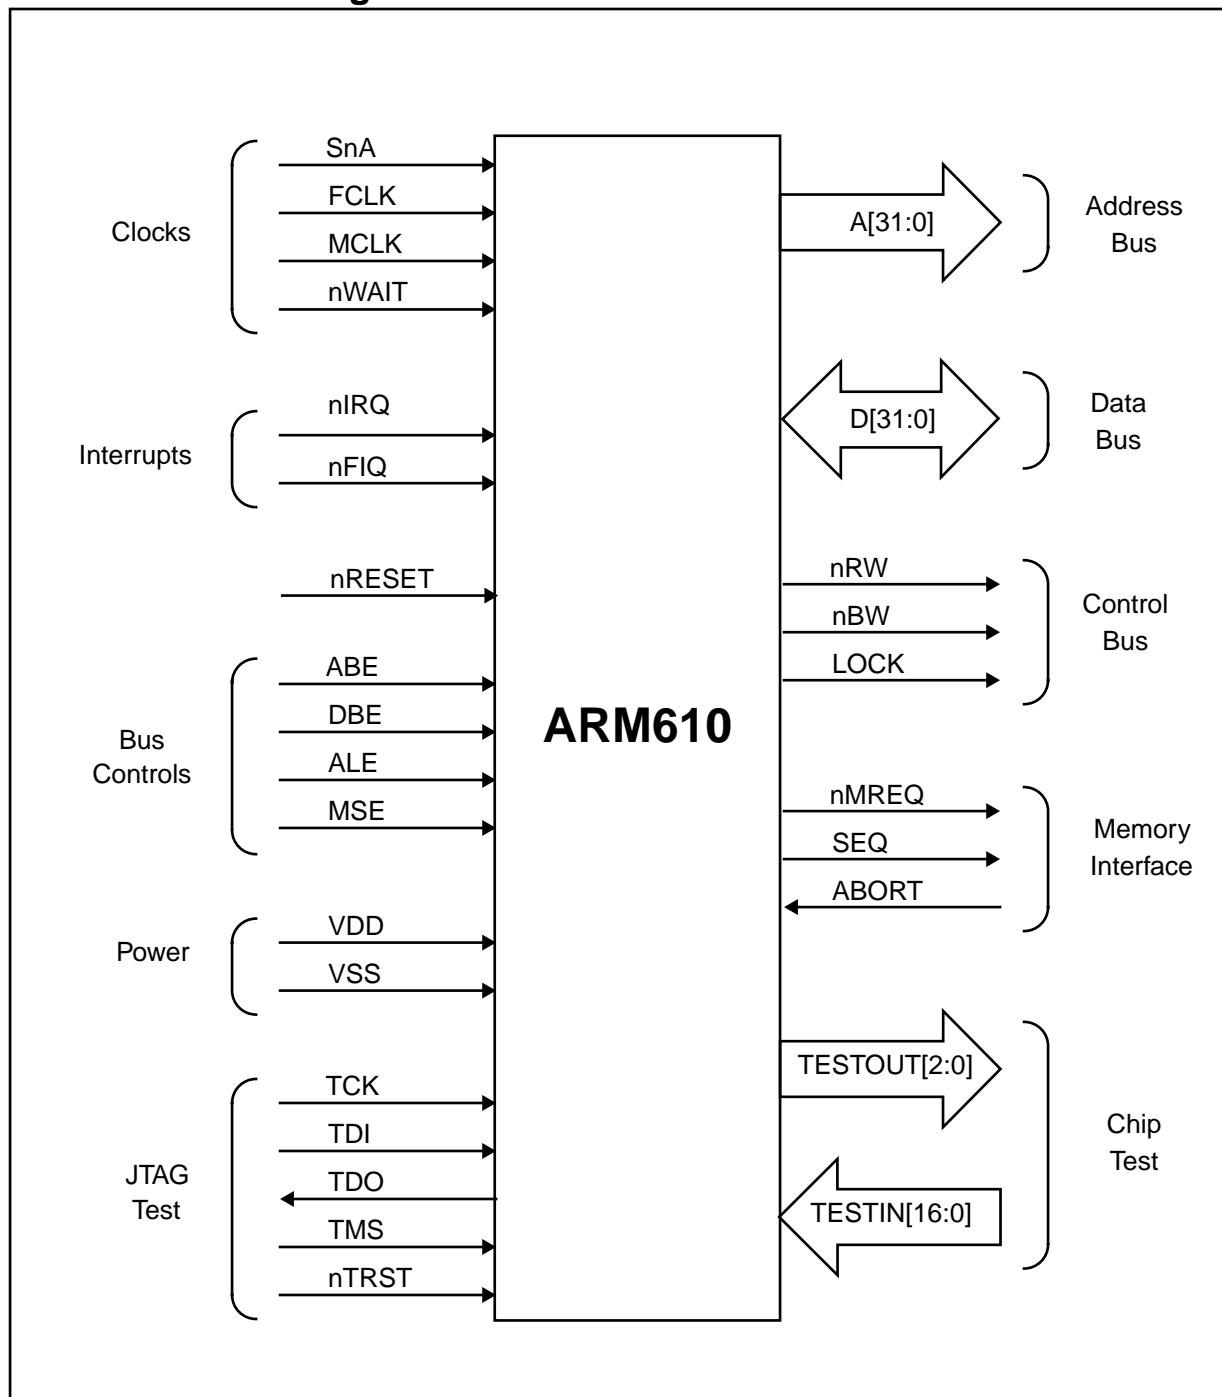 Clocks
SnA
FCLK
MCLK
nWAIT
Interrupts
nIRQ
nFIQ
nRESET
Bus
Controls
ABE
DBE
ALE
MSE
Power
VDD
VSS
JTAG
Test
TCK
TDI
TDO
TMS
nTRST
ARM610
A[31:0]
Address
Bus
D[31:0]
Data
Bus
nRW
nBW
LOCK
Control
Bus
nMREQ
SEQ
ABORT
Memory
Interface
TESTOUT[2:0]
TESTIN[16:0]
Chip
Test